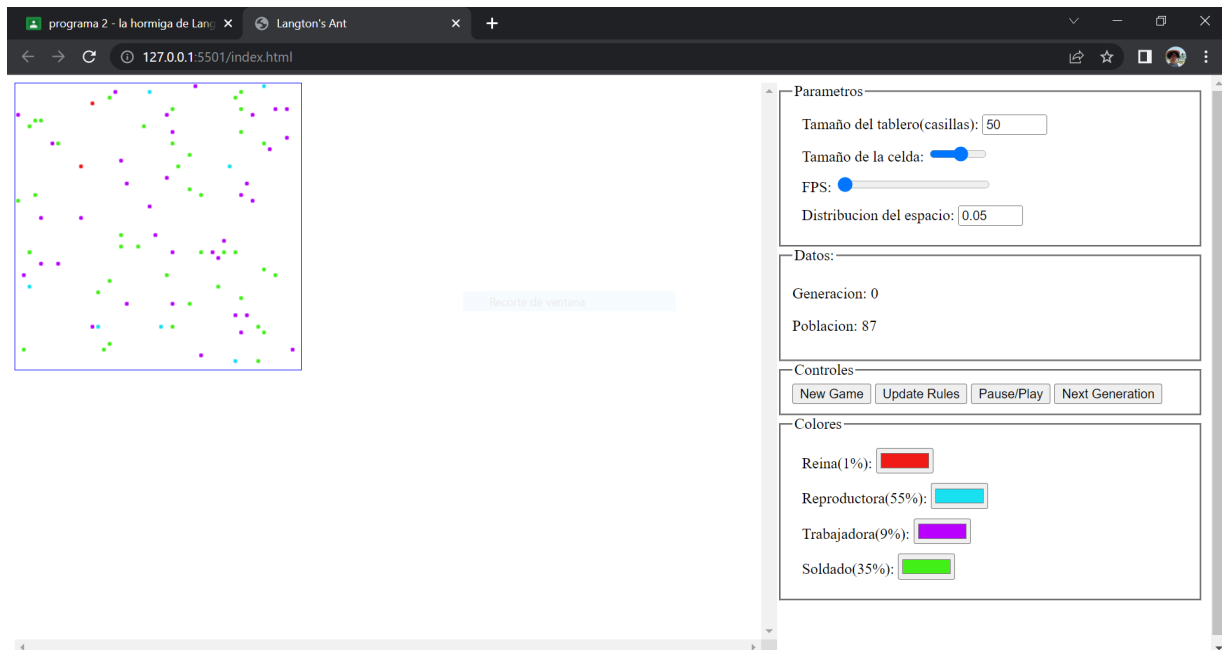 programa 2 - la hormiga de Lang
Langton's Ant
127.0.0.1:5501/index.html
Parametros
Tamaño del tablero(casillas): 50
Tamaño de la celda:
FPS:
Distribucion del espacio: 0.05
Datos:
Generacion: 0
Poblacion: 87
Recorte de ventana
Controles
New Game Update Rules Pause/Play Next Generation
Colores
Reina(1%):
Reproductora(55%):
Trabajadora(9%):
Soldado(35%):